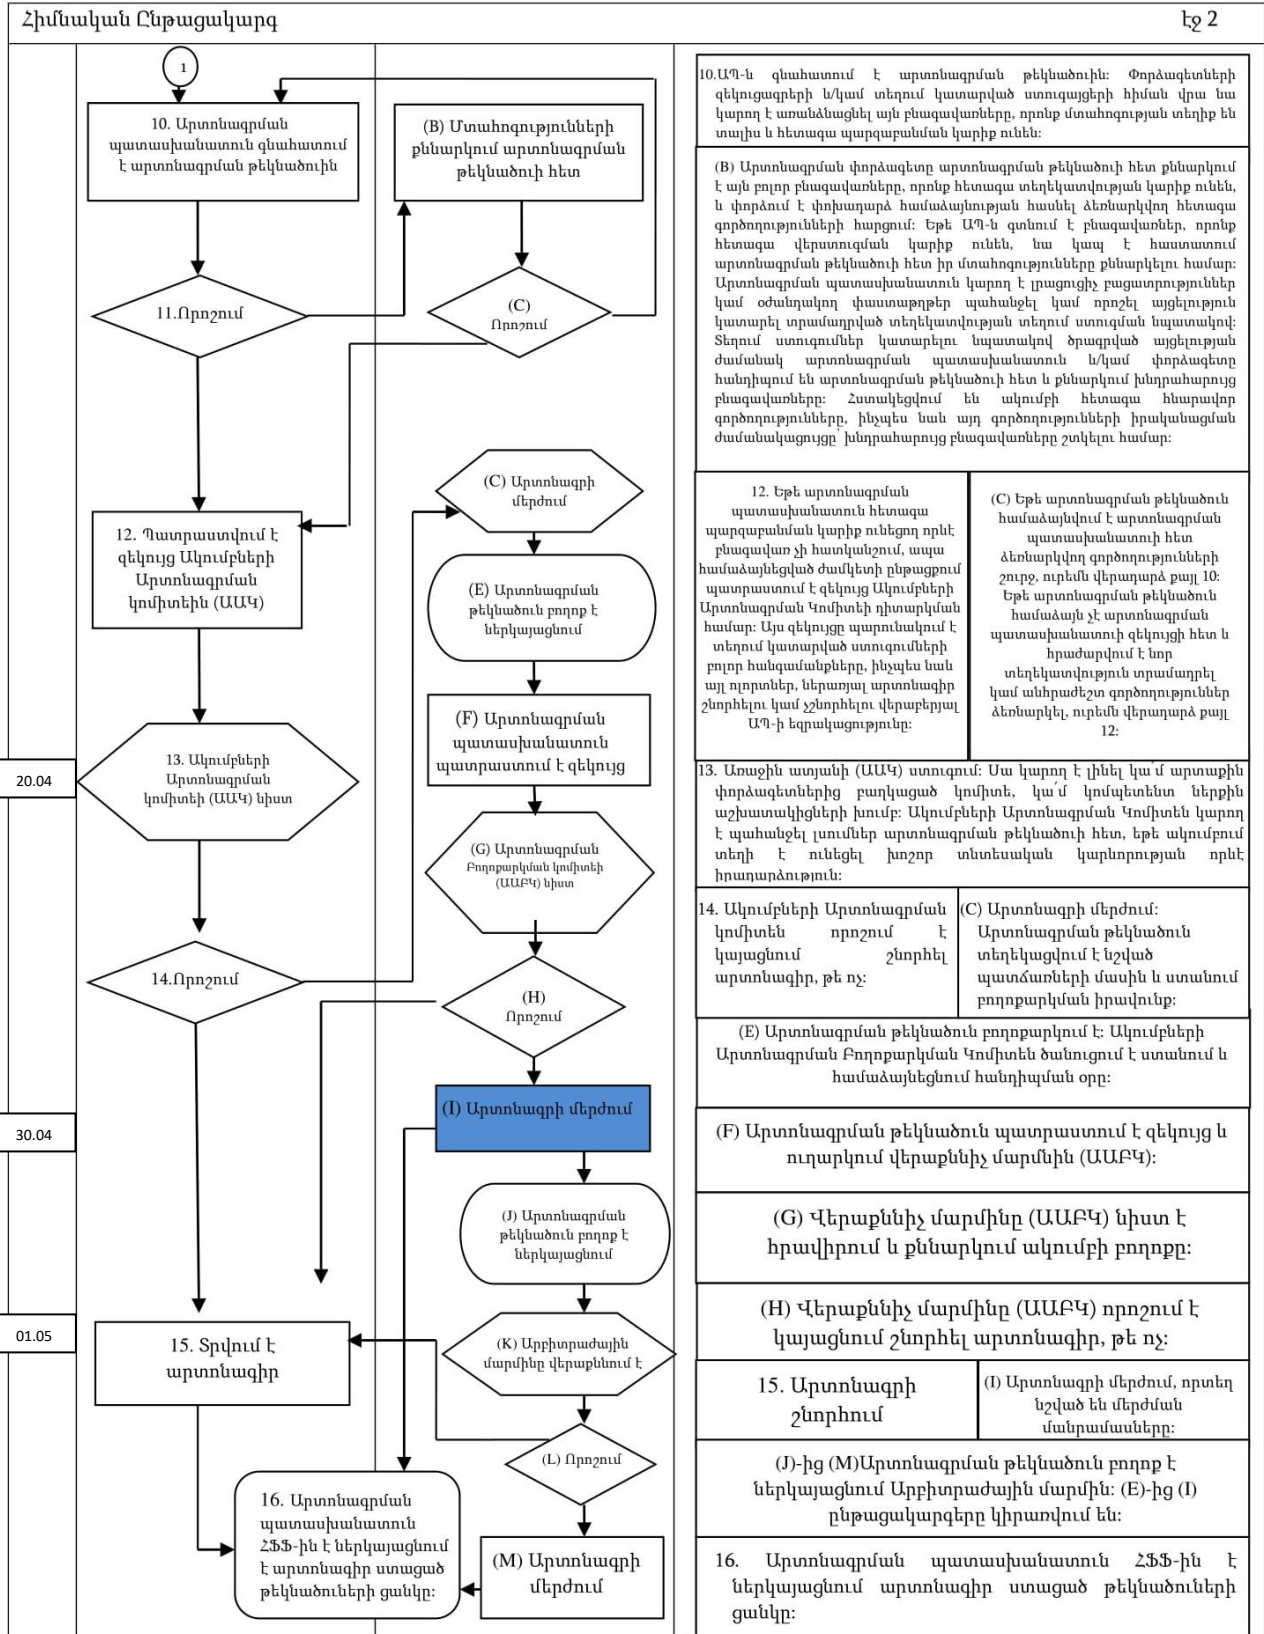 Հիմնական Ընթացակարգ
էջ 2
1
10. Արտոնագրման
պատասխանատուն գնահատում
է արտոնագրման թեկնածուին
(B) Մտահոգությունների
քննարկում արտոնագրման
թեկնածուի հետ
11.Որոշում
(C)
Որոշում
(C) Արտոնագրի
մերժում
12. Պատրաստվում է
զեկույց Ակումբների
Արտոնագրման
կոմիտեին (ԱԱԿ)
(E) Արտոնագրման
թեկնածուն բողոք է
ներկայացնում
(F) Արտոնագրման
պատասխանատուն
պատրաստում է զեկույց
20.04
13. Ակումբների
Արտոնագրման
կոմիտեի (ԱԱԿ) նիստ
(G) Արտոնագրման
Բողոքարկման կոմիտեի
(ԱԱԲԿ) նիստ
14.Որոշում
(H)
Որոշում
(I) Արտոնագրի մերժում
30.04
(J) Արտոնագրման
թեկնածուն բողոք է
ներկայացնում
01.05
15. Տրվում է
արտոնագիր
(K) Արբիտրաժային
մարմինը վերաքննում է
(L) Որոշում
16. Արտոնագրման
պատասխանատուն
ՀՖՖ-ին է ներկայացնում
է արտոնագիր ստացած
թեկնածուների ցանկը:
(M) Արտոնագրի
մերժում
10.ԱՊ-ն գնահատում է արտոնագրման թեկնածուին: Փորձագետների
զեկուցագրերի և/կամ տեղում կատարված ստուգայցերի հիման վրա նա
կարող է առանձնացնել այն բնագավառները, որոնք մտահոգության տեղիք են
տալիս և հետագա պարզաբանման կարիք ունեն:
(B) Արտոնագրման փորձագետը արտոնագրման թեկնածուի հետ քննարկում
է այն բոլոր բնագավառները, որոնք հետագա տեղեկատվության կարիք ունեն,
և փորձում է փոխադարձ համաձայնության հասնել ձեռնարկվող հետագա
գործողությունների հարցում: Եթե ԱՊ-ն գտնում է բնագավառներ, որոնք
հետագա վերստուգման կարիք ունեն, նա կապ է հաստատում
արտոնագրման թեկնածուի հետ իր մտահոգությունները քննարկելու համար:
Արտոնագրման պատասխանատուն կարող է լրացուցիչ բացատրություններ
կամ օժանդակող փաստաթղթեր պահանջել կամ որոշել այցելություն
կատարել տրամադրված տեղեկատվության տեղում ստուգման նպատակով:
Տեղում ստուգումներ կատարելու նպատակով ծրագրված այցելության
ժամանակ արտոնագրման պատասխանատուն և/կամ փորձագետը
հանդիպում են արտոնագրման թեկնածուի հետ և քննարկում խնդրահարույց
բնագավառները: Հստակեցվում են ակումբի հետագա հնարավոր
գործողությունները, ինչպես նաև այդ գործողությունների իրականացման
ժամանակացույցը՝ խնդրահարույց բնագավառները շտկելու համար:
12. Եթե արտոնագրման
պատասխանատուն հետագա
պարզաբանման կարիք ունեցող որևէ
բնագավառ չի հատկանշում, ապա
համաձայնեցված ժամկետի ընթացքում
պատրաստում է զեկույց Ակումբների
Արտոնագրման Կոմիտեի դիտարկման
համար: Այս զեկույցը պարունակում է
տեղում կատարված ստուգումների
բոլոր հանգամանքները, ինչպես նաև
այլ ոլորտներ, ներառյալ արտոնագիր
շնորհելու կամ չշնորհելու վերաբերյալ
ԱՊ-ի եզրակացությունը:
(C) Եթե արտոնագրման թեկնածուն
համաձայնվում է արտոնագրման
պատասխանատուի հետ
ձեռնարկվող գործողությունների
շուրջ, ուրեմն վերադարձ քայլ 10:
Եթե արտոնագրման թեկնածուն
համաձայն չէ արտոնագրման
պատասխանատուի զեկույցի հետ և
հրաժարվում է նոր
տեղեկատվություն տրամադրել
կամ անհրաժեշտ գործողություններ
ձեռնարկել, ուրեմն վերադարձ քայլ
12:
13. Առաջին ատյանի (ԱԱԿ) ստուգում: Սա կարող է լինել կա՛մ արտաքին
փորձագետներից բաղկացած կոմիտե, կա՛մ կոմպետենտ ներքին
աշխատակիցների խումբ: Ակումբների Արտոնագրման Կոմիտեն կարող
է պահանջել լսումներ արտոնագրման թեկնածուի հետ, եթե ակումբում
տեղի է ունեցել խոշոր տնտեսական կարևորության որևէ
իրադարձություն:
14. Ակումբների Արտոնագրման
կոմիտեն որոշում է
կայացնում շնորհել
արտոնագիր, թե ոչ:
(C) Արտոնագրի մերժում:
Արտոնագրման թեկնածուն
տեղեկացվում է նշված
պատճառների մասին և ստանում
բողոքարկման իրավունք:
(E) Արտոնագրման թեկնածուն բողոքարկում է: Ակումբների
Արտոնագրման Բողոքարկման Կոմիտեն ծանուցում է ստանում և
համաձայնեցնում հանդիպման օրը:
(F) Արտոնագրման թեկնածուն պատրաստում է զեկույց և
ուղարկում վերաքննիչ մարմնին (ԱԱԲԿ):
(G) Վերաքննիչ մարմինը (ԱԱԲԿ) նիստ է
հրավիրում և քննարկում ակումբի բողոքը:
(H) Վերաքննիչ մարմինը (ԱԱԲԿ) որոշում է
կայացնում շնորհել արտոնագիր, թե ոչ:
15. Արտոնագրի
շնորհում
(I) Արտոնագրի մերժում, որտեղ
նշված են մերժման
մանրամասները:
(J)-ից (M)Արտոնագրման թեկնածուն բողոք է
ներկայացնում Արբիտրաժային մարմին: (E)-ից (I)
ընթացակարգերը կիրառվում են:
16. Արտոնագրման պատասխանատուն ՀՖՖ-ին է
ներկայացնում արտոնագիր ստացած թեկնածուների
ցանկը: